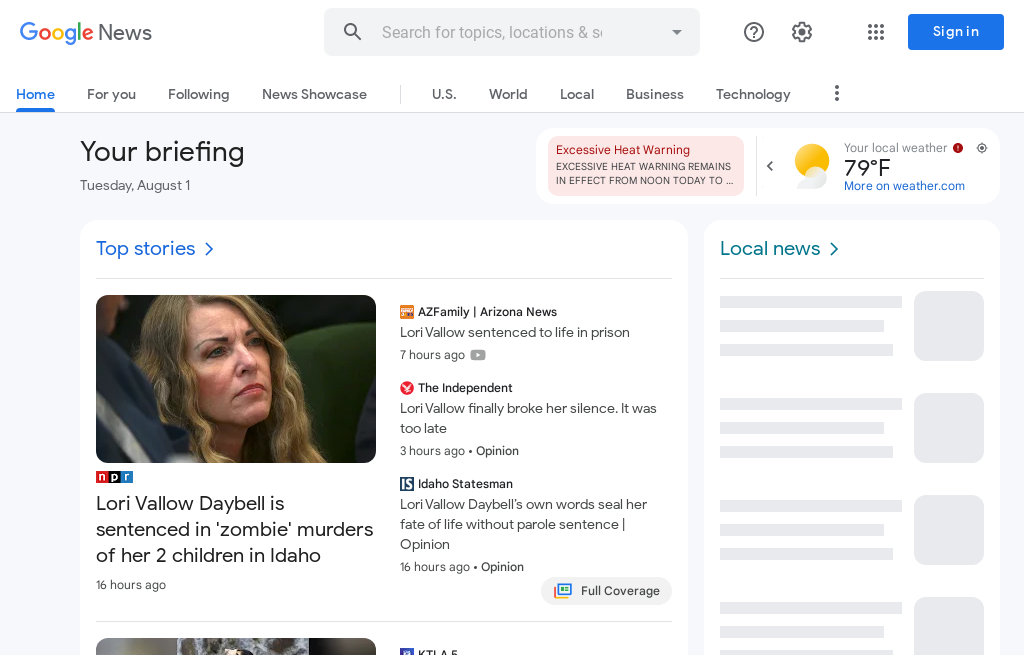 Google News
Search for topics, locations & s
Sign in
Home
For you
Following
News Showcase
U.S.
World
Local
Business
Technology
Your briefing
Tuesday, August 1
Excessive Heat Warning
EXCESSIVE HEAT WARNING REMAINS
IN EFFECT FROM NOON TODAY TO ...
Your local weather
79°F
More on weather.com
Top stories
npr
Lori Vallow Daybell is
sentenced in 'zombie' murders
of her 2 children in Idaho
16 hours ago
AZFamily | Arizona News
Lori Vallow sentenced to life in prison
7 hours ago
The Independent
Lori Vallow finally broke her silence. It was
too late
3 hours ago • Opinion
IS Idaho Statesman
Lori Vallow Daybell's own words seal her
fate of life without parole sentence |
Opinion
16 hours ago • Opinion
Full Coverage
KTLA 5
Local news